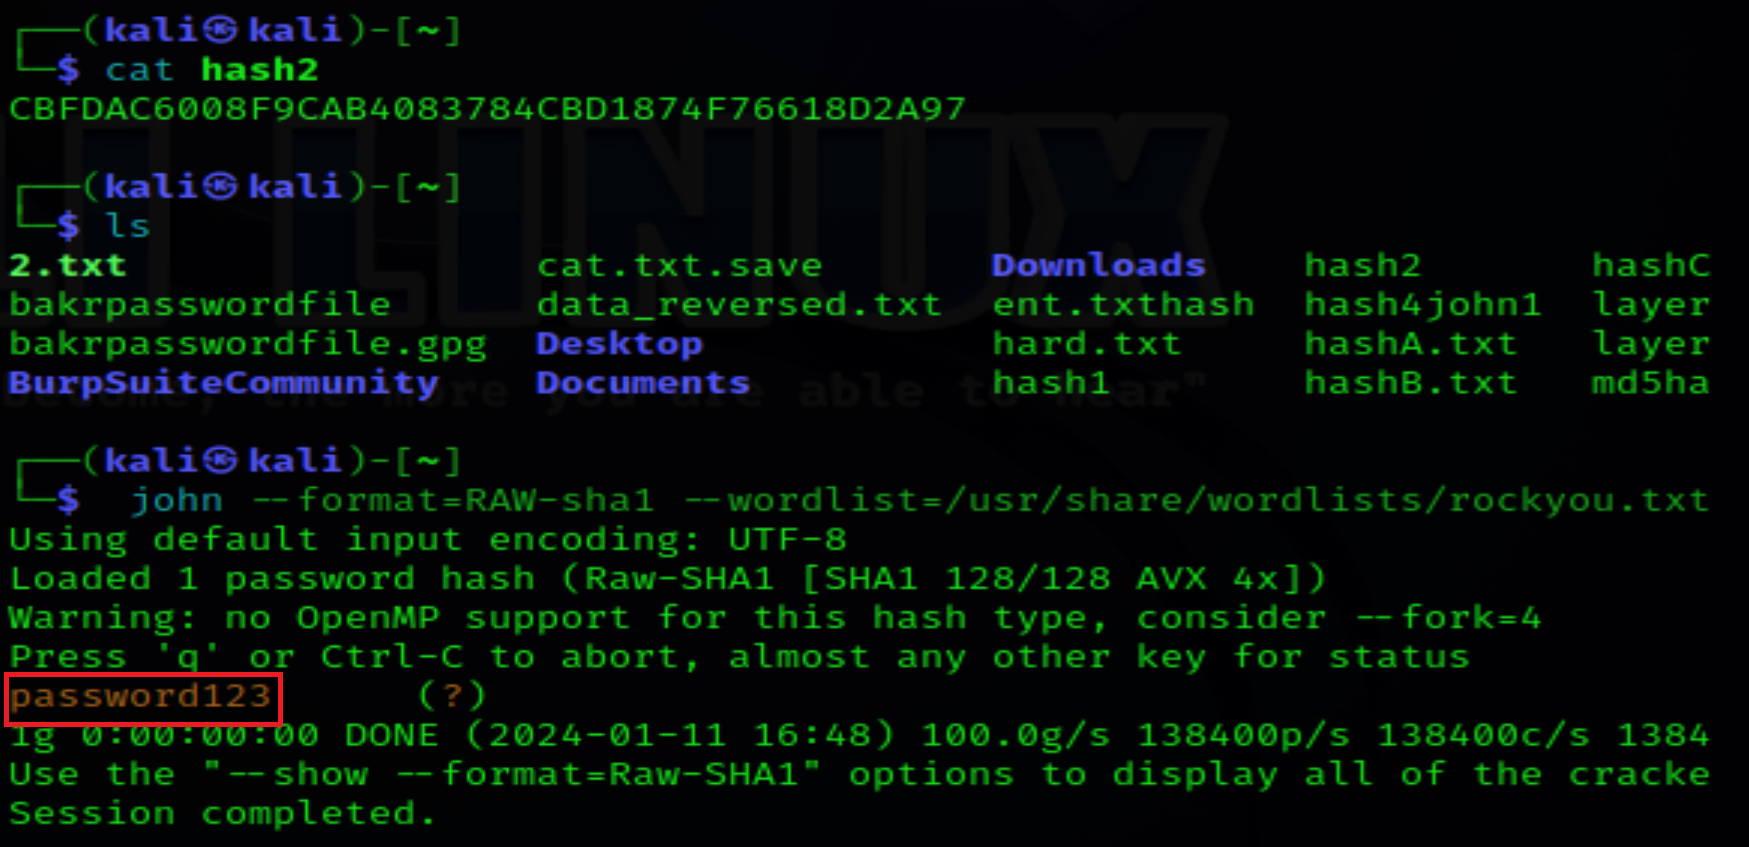 ┌──(kali㉿kali)-[~]
└─$ cat hash2
CBFDAC6008F9CAB4083784CBD1874F76618D2A97
┌──(kali㉿kali)-[~]
└─$ ls
2.txt cat.txt.save Downloads hash2 hashC
bakrpasswordfile data_reversed.txt ent.txthash hash4john1 layer
bakrpasswordfile.gpg Desktop hard.txt hashA.txt layer
BurpSuiteCommunity Documents hash1 hashB.txt md5ha
┌──(kali㉿kali)-[~]
└─$ john --format=RAW-sha1 --wordlist=/usr/share/wordlists/rockyou.txt
Using default input encoding: UTF-8
Loaded 1 password hash (Raw-SHA1 [SHA1 128/128 AVX 4x])
Warning: no OpenMP support for this hash type, consider --fork=4
Press 'q' or Ctrl-C to abort, almost any other key for status
password123 (?)
1g 0:00:00:00 DONE (2024-01-11 16:48) 100.0g/s 138400p/s 138400c/s 1384
Use the "--show --format=Raw-SHA1" options to display all of the cracke
Session completed.